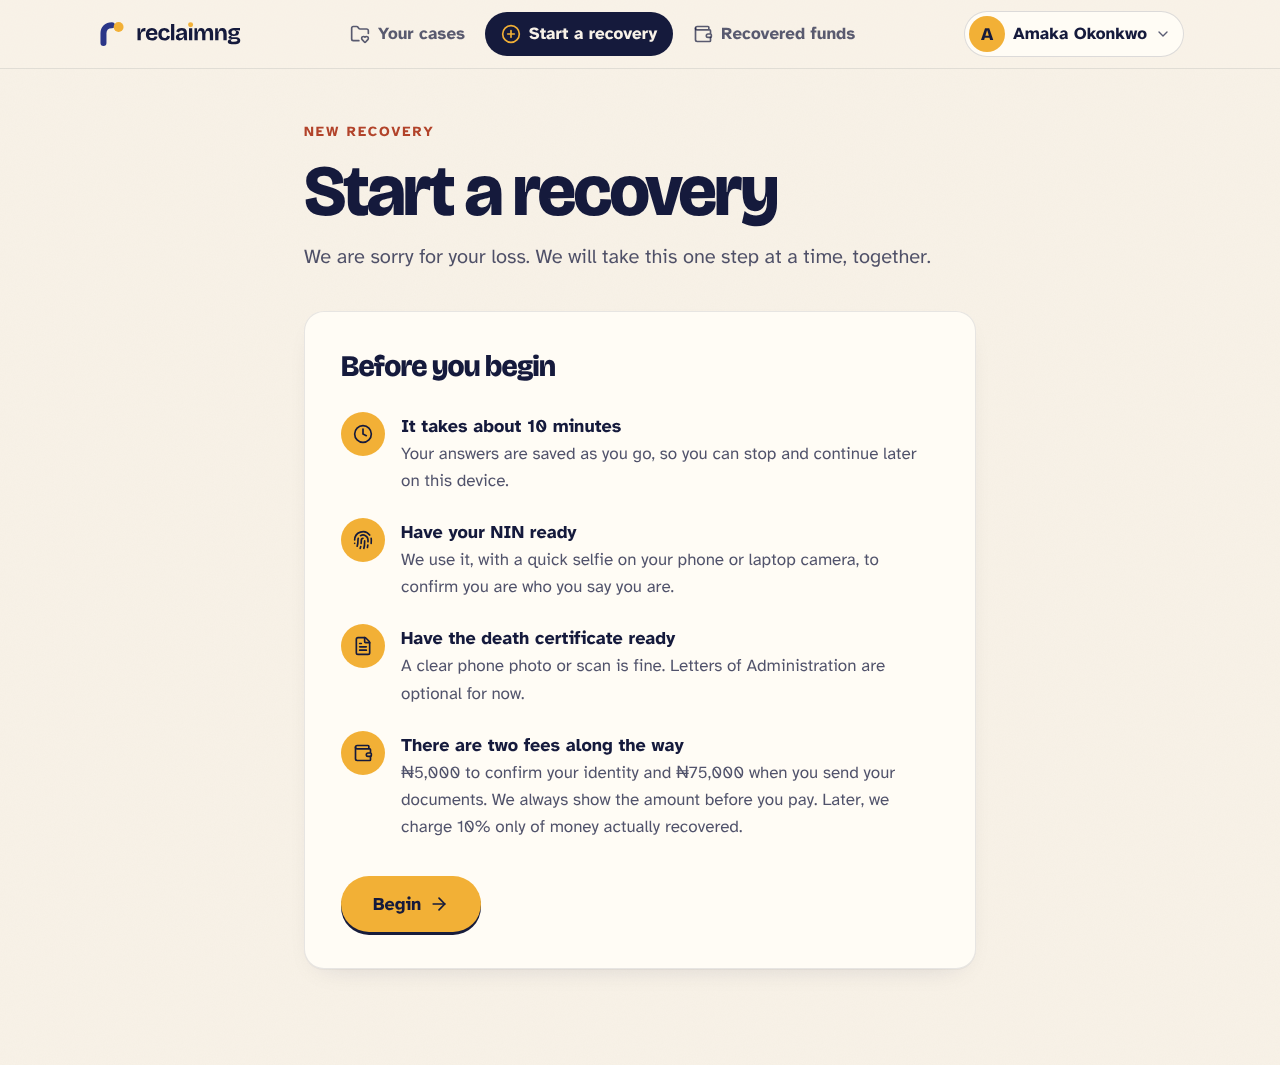 reclaimng
Your cases
Start a recovery
Recovered funds
A
Amaka Okonkwo
NEW RECOVERY
Start a recovery
We are sorry for your loss. We will take this one step at a time, together.
Before you begin
It takes about 10 minutes
Your answers are saved as you go, so you can stop and continue later
on this device.
Have your NIN ready
We use it, with a quick selfie on your phone or laptop camera, to
confirm you are who you say you are.
Have the death certificate ready
A clear phone photo or scan is fine. Letters of Administration are
optional for now.
There are two fees along the way
₦5,000 to confirm your identity and ₦75,000 when you send your
documents. We always show the amount before you pay. Later, we
charge 10% only of money actually recovered.
Begin